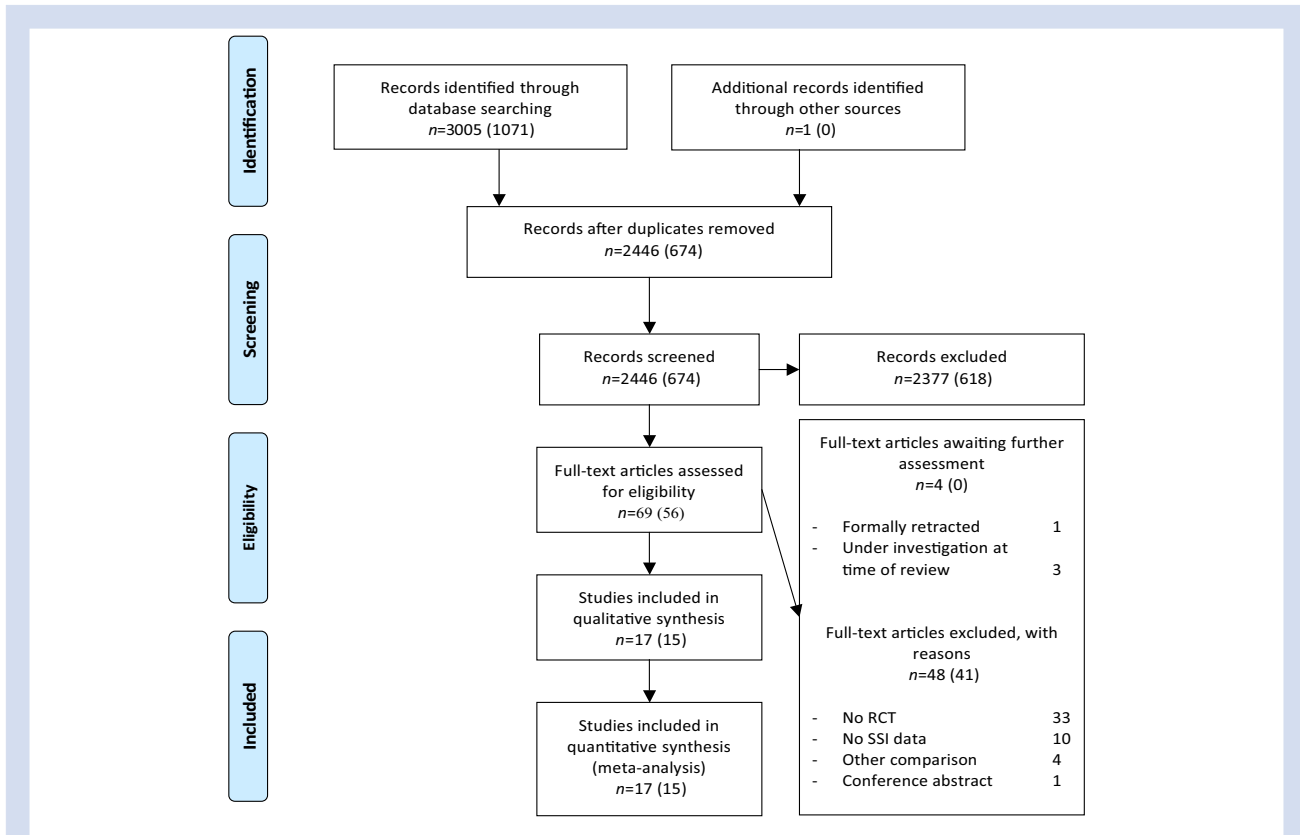 Identification
Records identified through
database searching
n=3005 (1071)
Additional records identified
through other sources
n=1 (0)
Records after duplicates removed
n=2446 (674)
Screening
Records screened
n=2446 (674)
Records excluded
n=2377 (618)
Eligibility
Full-text articles assessed
for eligibility
n=69 (56)
Full-text articles awaiting further
assessment
n=4 (0)
- Formally retracted 1
- Under investigation at
time of review 3
Studies included in
qualitative synthesis
n=17 (15)
Full-text articles excluded, with
reasons
n=48 (41)
- No RCT 33
- No SSI data 10
- Other comparison 4
- Conference abstract 1
Included
Studies included in
quantitative synthesis
(meta-analysis)
n=17 (15)